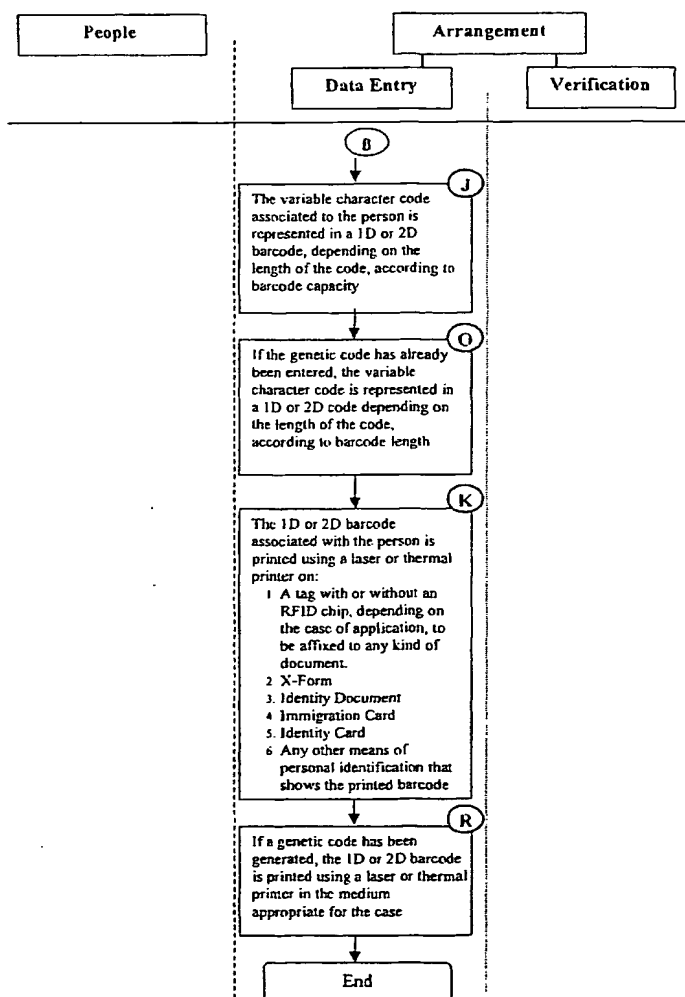 People
Arrangement
Data Entry
Verification
8
J
The variable character code
associated to the person is
represented in a 1D or 2D
barcode, depending on the
length of the code, according to
barcode capacity
O
If the genetic code has already
been entered, the variable
character code is represented in
a 1D or 2D code depending on
the length of the code,
according to barcode length
K
The 1D or 2D barcode
associated with the person is
printed using a laser or thermal
printer on:
1 A tag with or without an
RFID chip, depending on
the case of application, to
be affixed to any kind of
document.
2 X-Form
3. Identity Document
4 Immigration Card
5. Identity Card
6 Any other means of
personal identification that
shows the printed barcode
R
If a genetic code has been
generated, the 1D or 2D barcode
is printed using a laser or thermal
printer in the medium
appropriate for the case
End